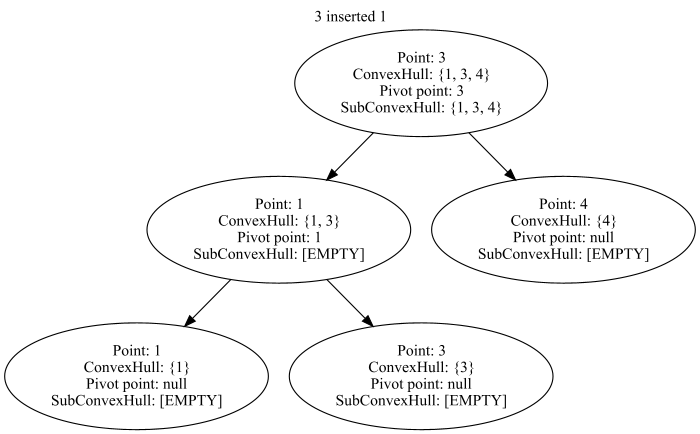 3 inserted 1
Point: 3
ConvexHull: {1, 3, 4}
Pivot point: 3
SubConvexHull: {1, 3, 4}
Point: 1
ConvexHull: {1, 3}
Pivot point: 1
SubConvexHull: [EMPTY]
Point: 4
ConvexHull: {4}
Pivot point: null
SubConvexHull: [EMPTY]
Point: 1
ConvexHull: {1}
Pivot point: null
SubConvexHull: [EMPTY]
Point: 3
ConvexHull: {3}
Pivot point: null
SubConvexHull: [EMPTY]